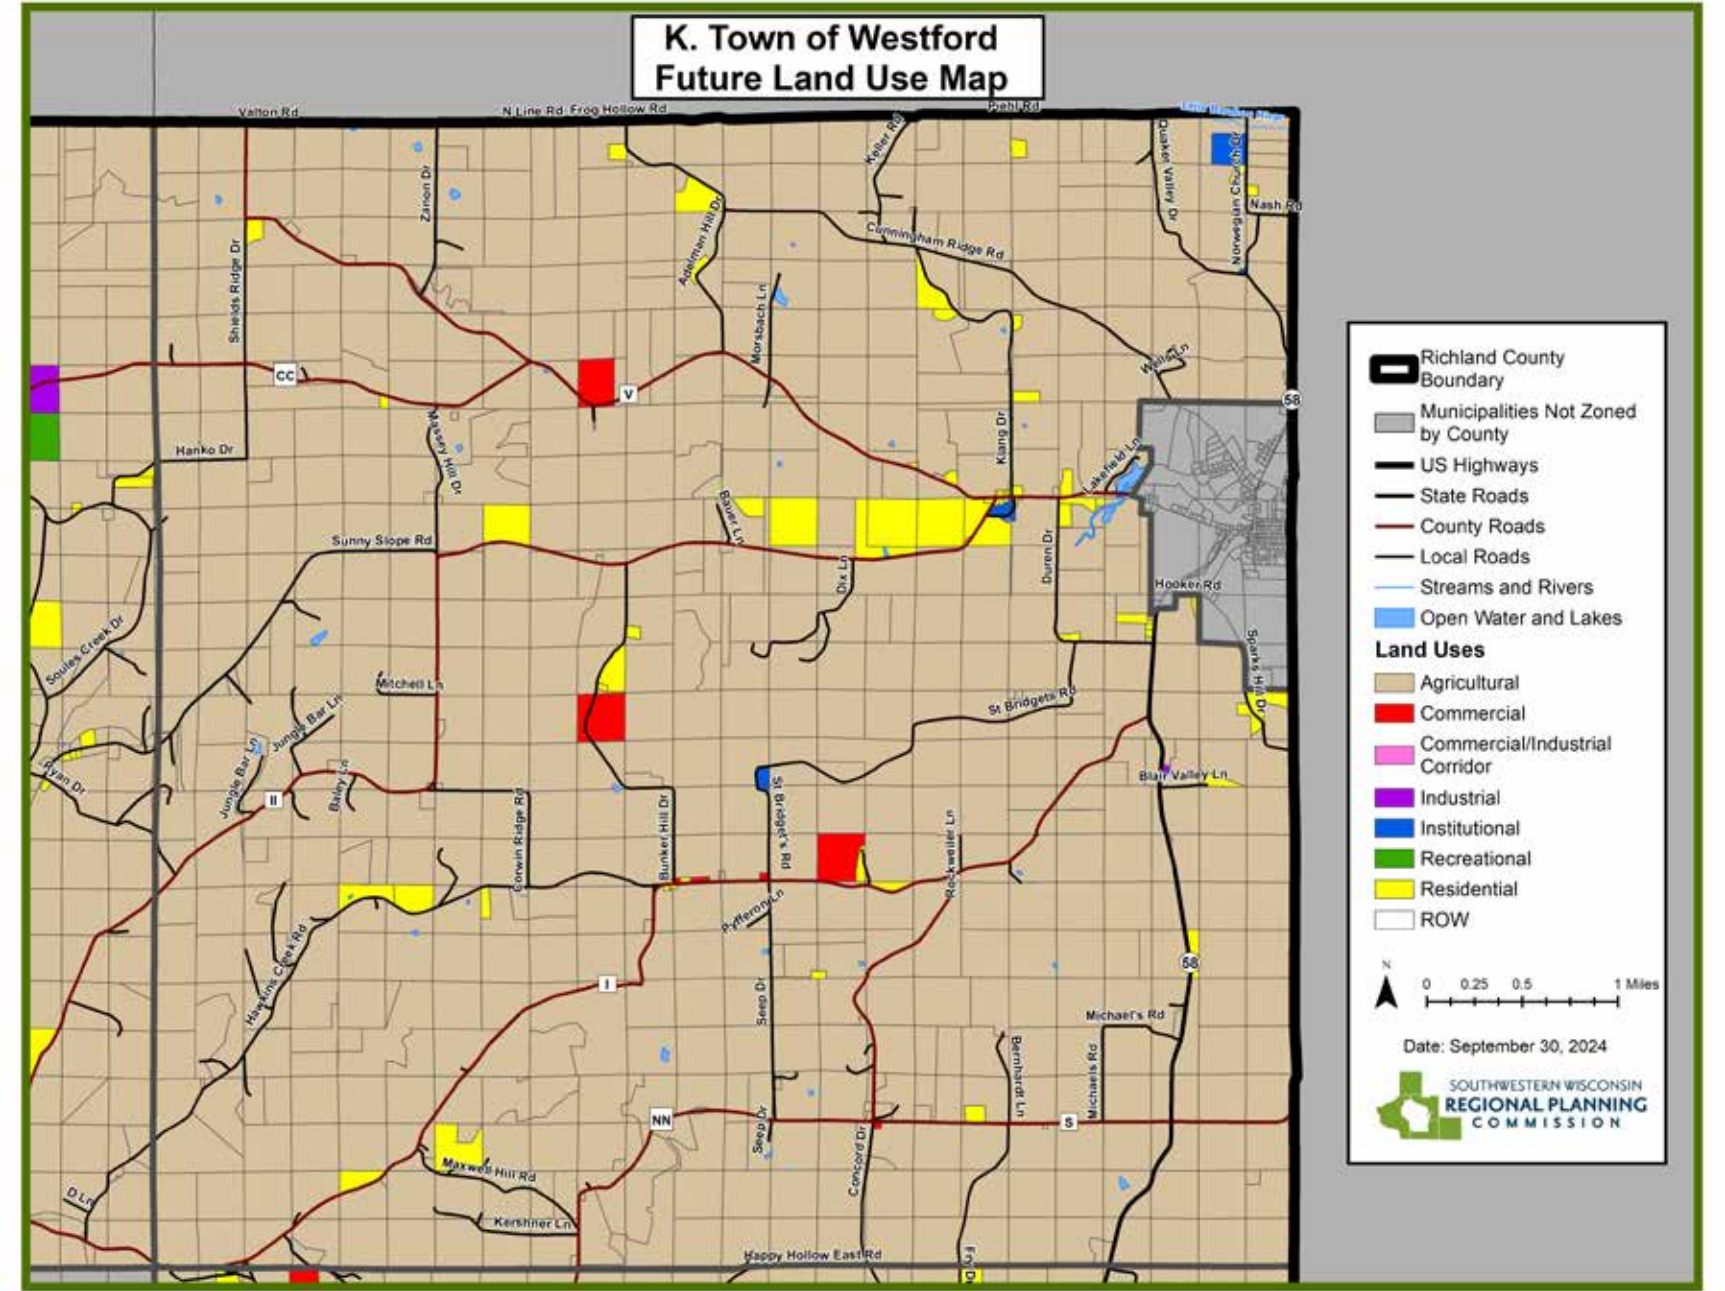 K. Town of Westford
Future Land Use Map
Valton Rd
N Line Rd
Frog Hollow Rd
Piehl Rd
Keller Rd
Quaker Valley Dr
Norwegian Church Dr
Nash Rd
Zanon Dr
Shields Ridge Dr
Adelman Hill Dr
Cunningham Ridge Rd
Morsbach Ln
Wells Ln
CC
V
58
Massey Hill Dr
Hanko Dr
Klang Dr
Lakefield Ln
Bauer Ln
Sunny Slope Rd
Dix Ln
Duren Dr
Hooker Rd
Soules Creek Dr
Sparks Hill Dr
Mitchell Ln
Jungle Bar Ln
St Bridgets Rd
Jungle Bar Ln
Ryan Dr
Baley Ln
II
Blair Valley Ln
Corwin Ridge Rd
Bunker Hill Dr
St Bridget's Rd
Rockweiler Ln
Pyfferon Ln
Hawkins Creek Rd
58
I
Seep Dr
Michael's Rd
Bernhardt Ln
Michaels Rd
NN
S
Seep Dr
Concord Dr
Maxwell Hill Rd
D Ln
Kershner Ln
Happy Hollow East Rd
Richland County
Boundary
Municipalities Not Zoned
by County
US Highways
State Roads
County Roads
Local Roads
Streams and Rivers
Open Water and Lakes
Land Uses
Agricultural
Commercial
Commercial/Industrial
Corridor
Industrial
Institutional
Recreational
Residential
ROW
N
0 0.25 0.5 1 Miles
Date: September 30, 2024
SOUTHWESTERN WISCONSIN
REGIONAL PLANNING
COMMISSION